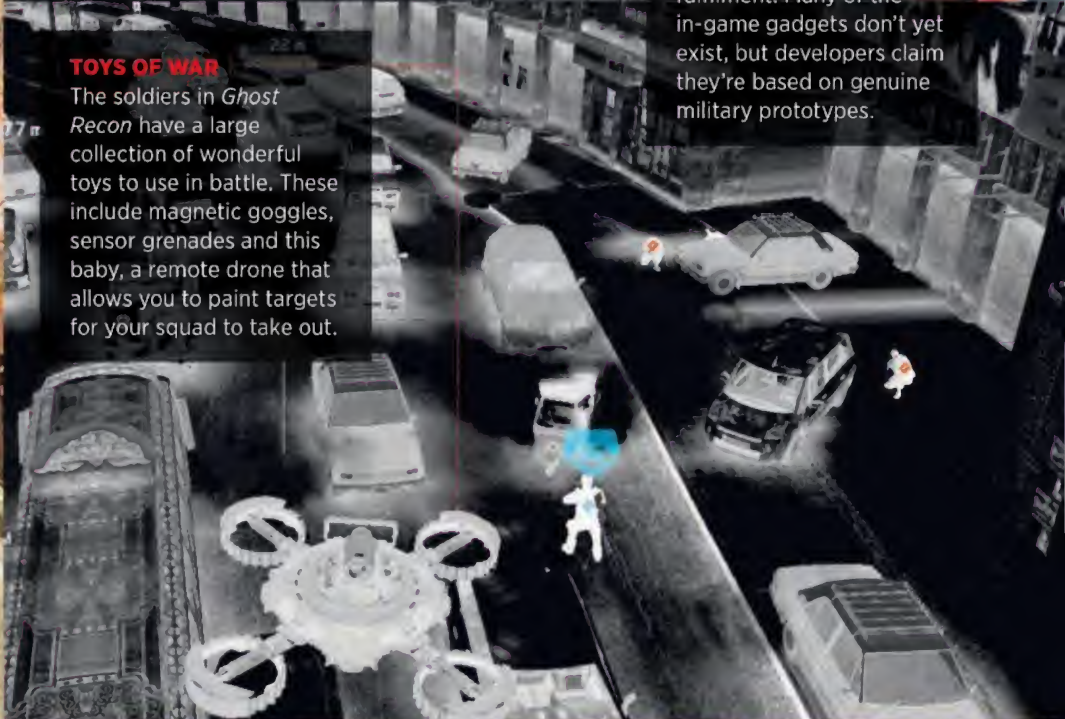 TOYS OF WAR
The soldiers in Ghost
Recon have a large
collection of wonderful
toys to use in battle. These
include magnetic goggles,
sensor grenades and this
baby, a remote drone that
allows you to paint targets
for your squad to take out.
in-game gadgets don't yet
exist, but developers claim
they're based on genuine
military prototypes.